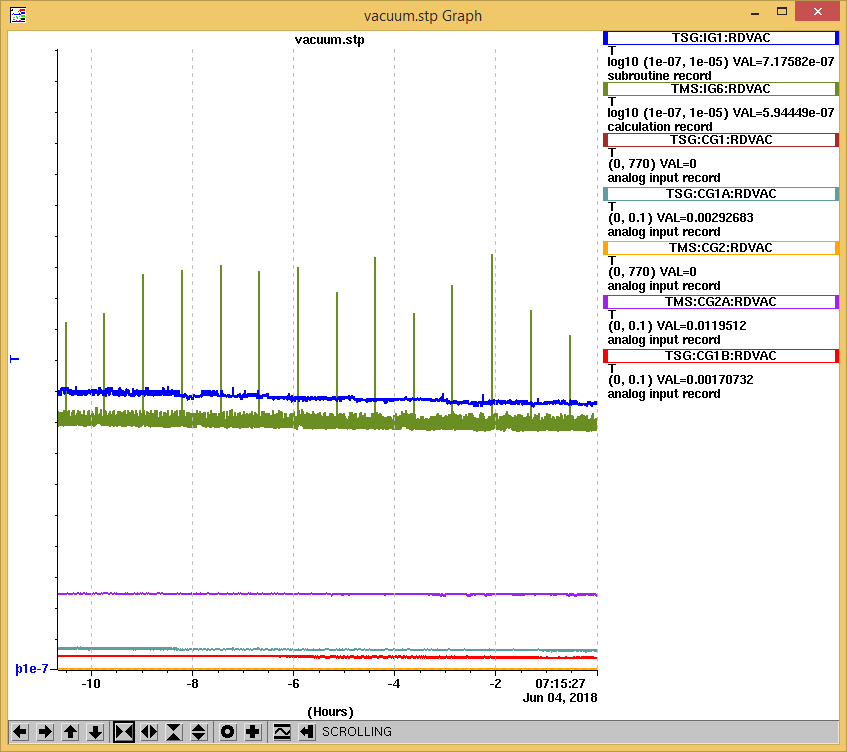 vacuum.stp Graph
vacuum.stp
TSG:IG1:RDVAC
T
log10 (1e-07, 1e-05) VAL=7.17582e-07
subroutine record
TMS:IG6:RDVAC
T
log10 (1e-07, 1e-05) VAL=5.94449e-07
calculation record
TSG:CG1:RDVAC
T
(0, 770) VAL=0
analog input record
TSG:CG1A:RDVAC
T
(0, 0.1) VAL=0.00292683
analog input record
TMS:CG2:RDVAC
T
(0, 770) VAL=0
analog input record
TMS:CG2A:RDVAC
T
(0, 0.1) VAL=0.0119512
analog input record
TSG:CG1B:RDVAC
T
(0, 0.1) VAL=0.00170732
analog input record
T
1e-7
-10 -8 -6 -4 -2 07:15:27
Jun 04, 2018
(Hours)
SCROLLING